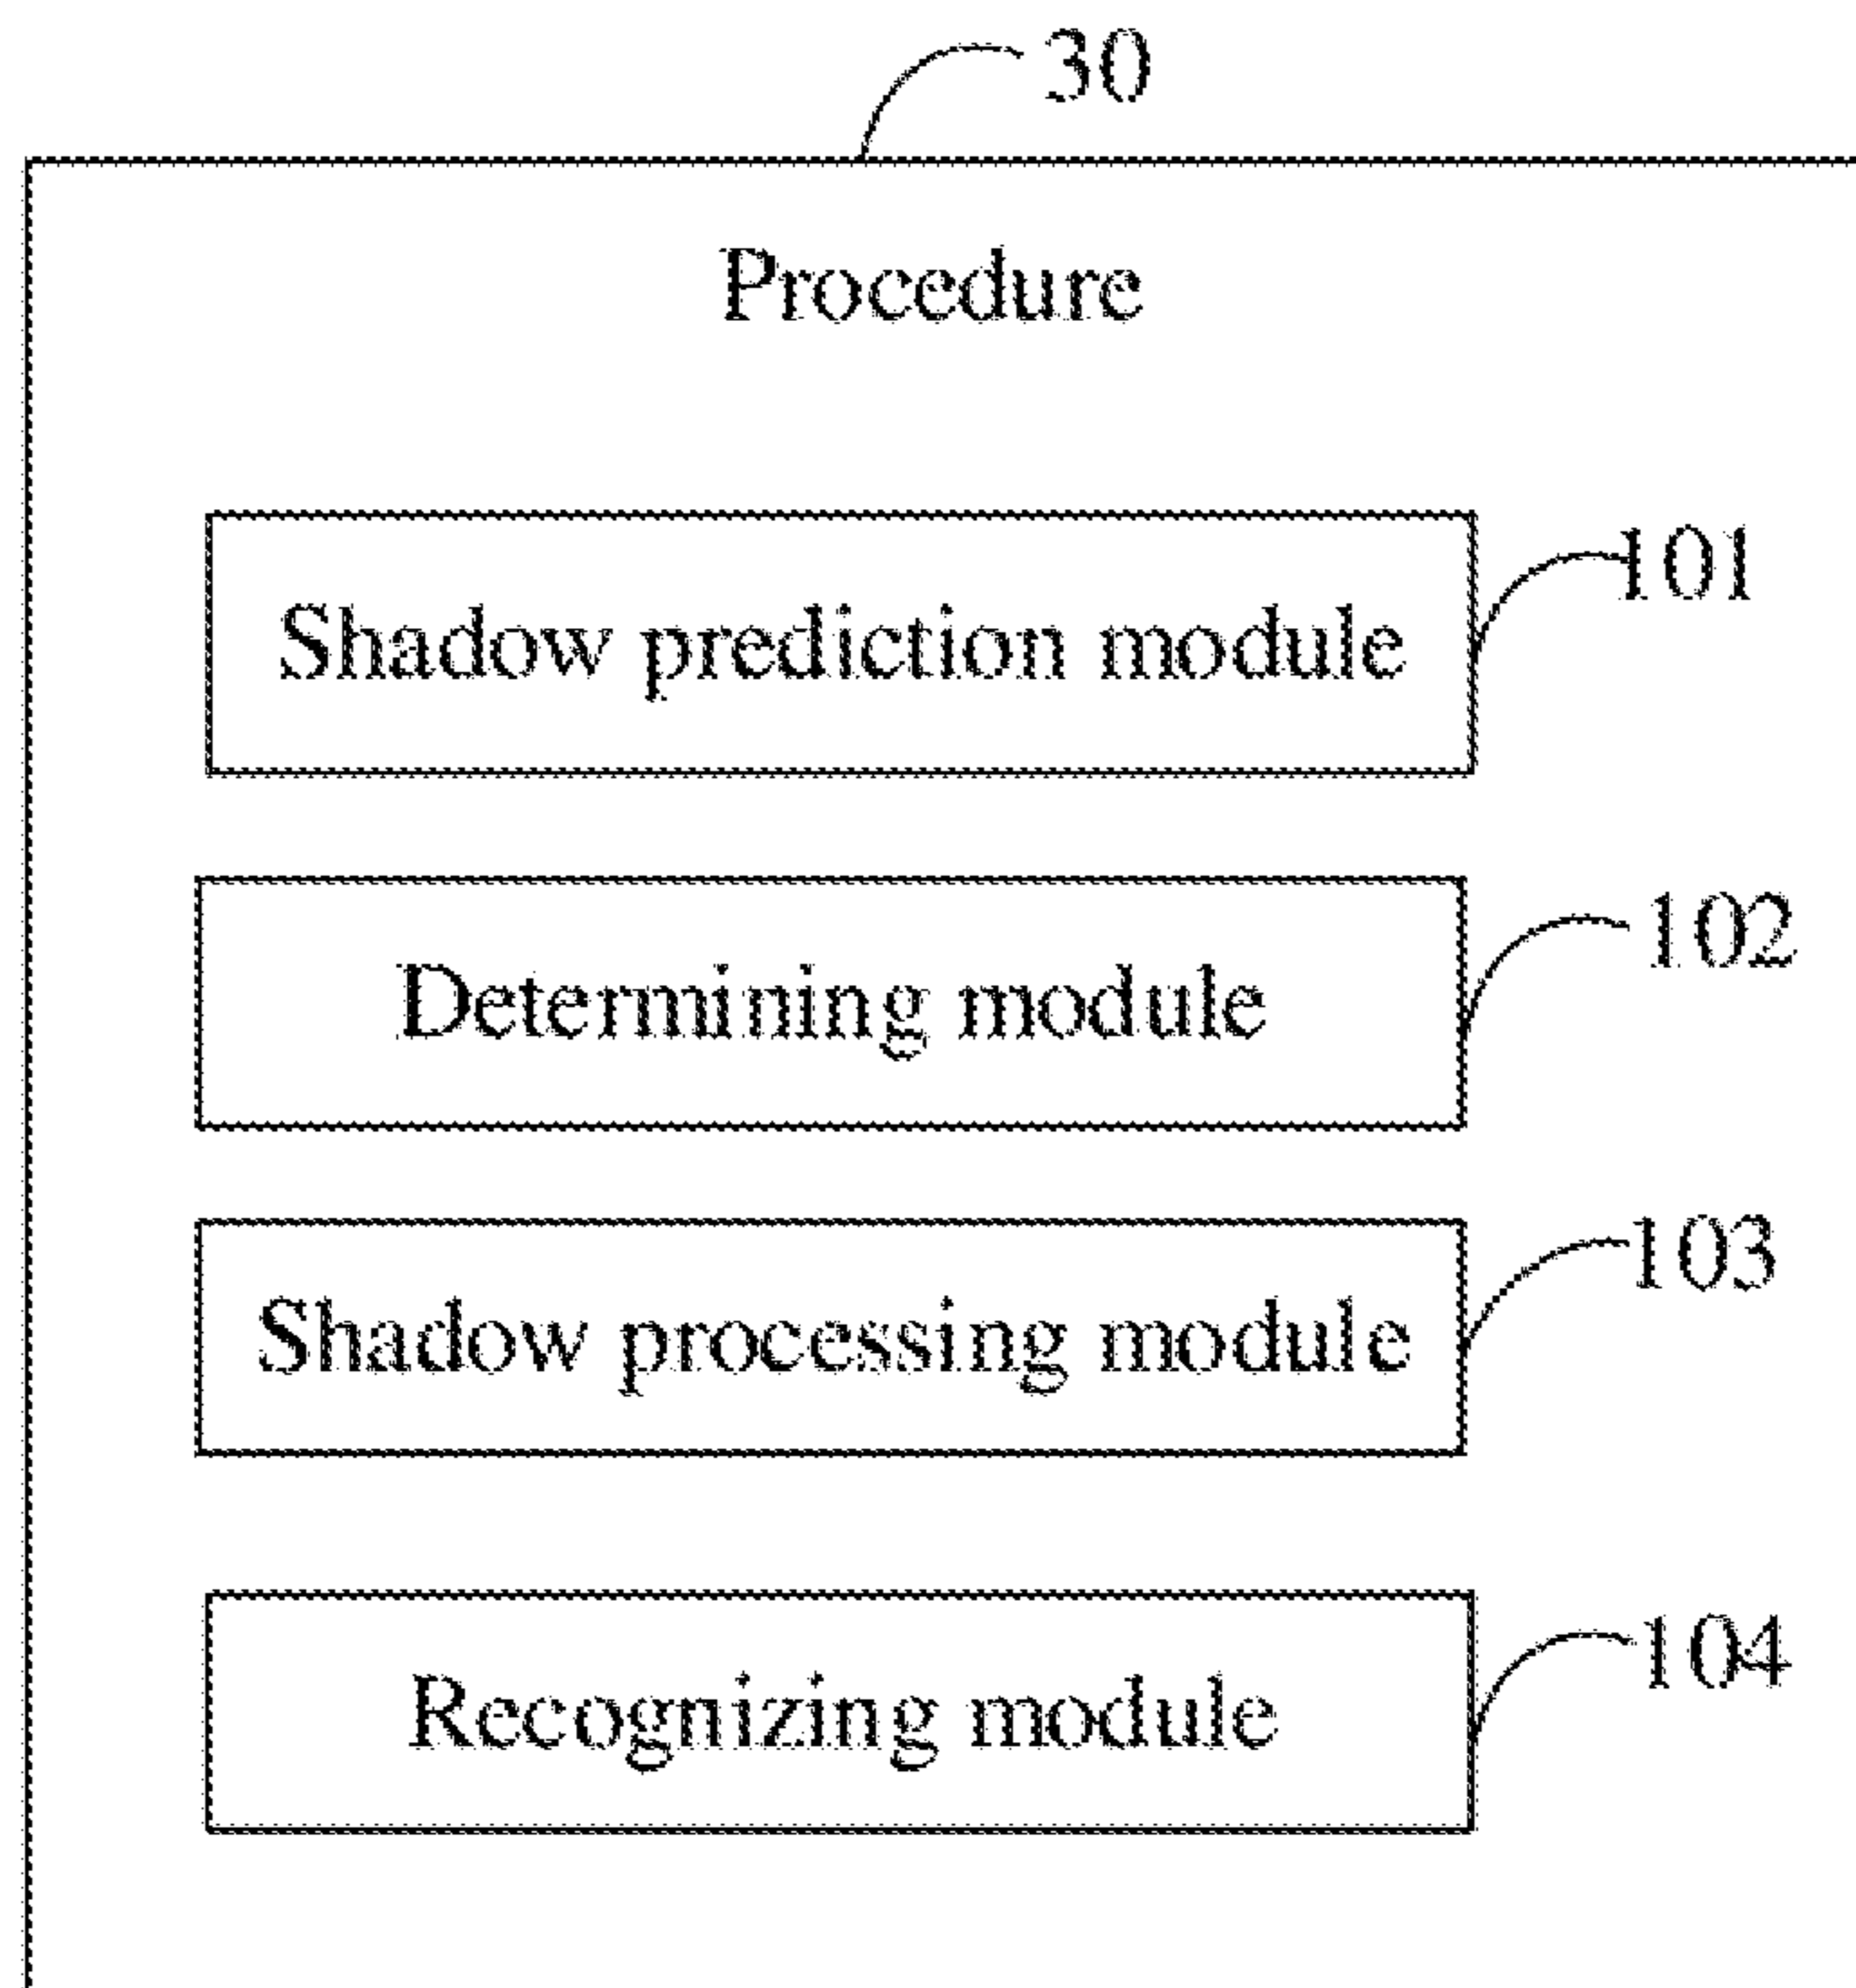 30
Procedure
101
Shadow prediction module
102
Determining module
103
Shadow processing module
104
Recognizing module